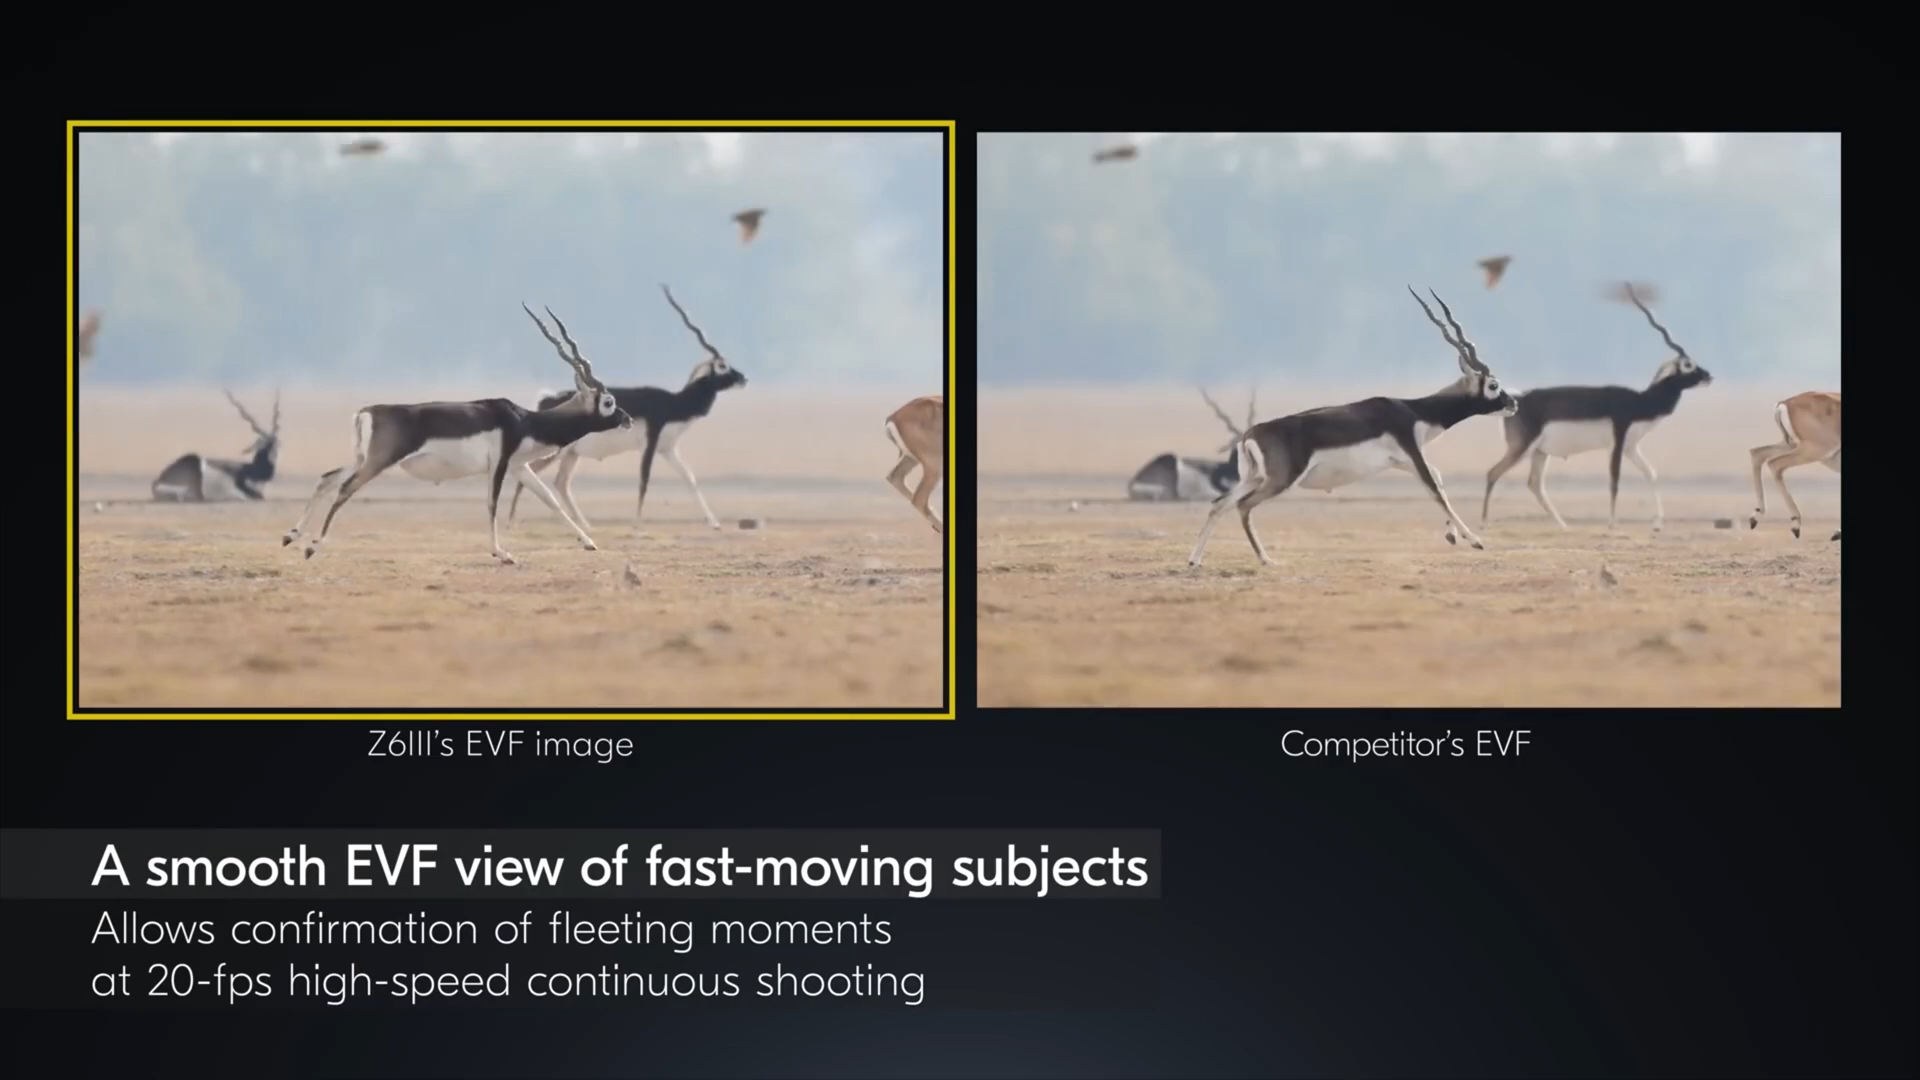 Z6III's EVF image
Competitor's EVF
A smooth EVF view of fast-moving subjects
Allows confirmation of fleeting moments
at 20-fps high-speed continuous shooting